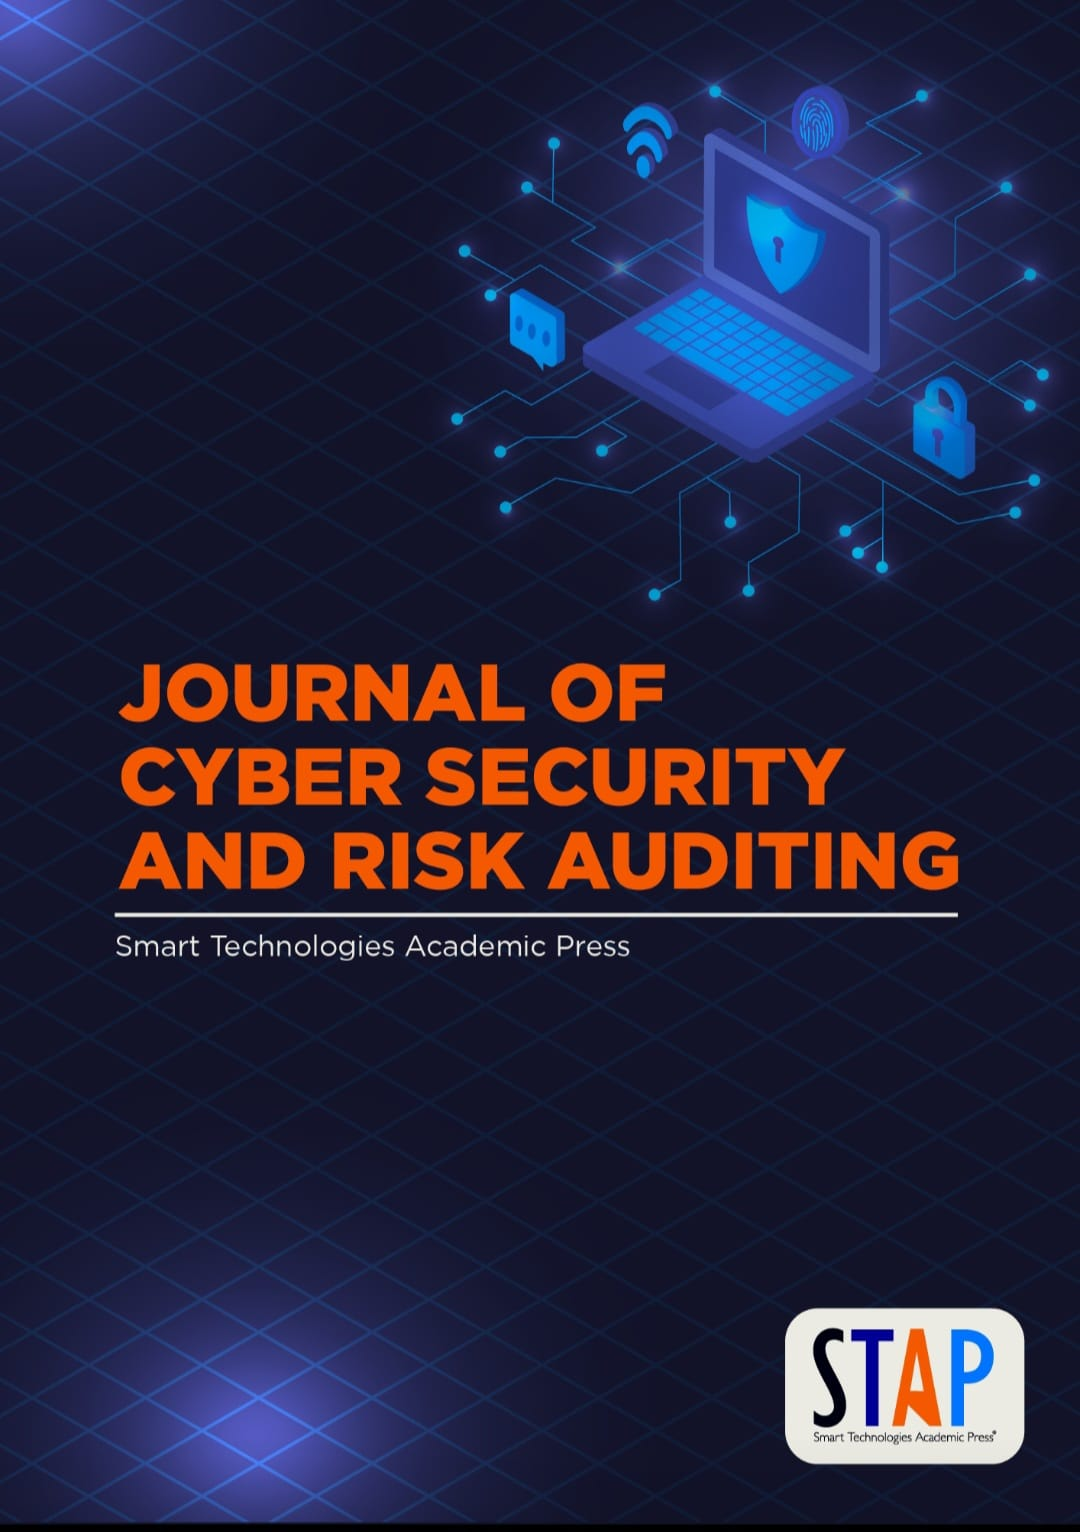 JOURNAL OF
CYBER SECURITY
AND RISK AUDITING
Smart Technologies Academic Press
STAP
Smart Technologies Academic Press®